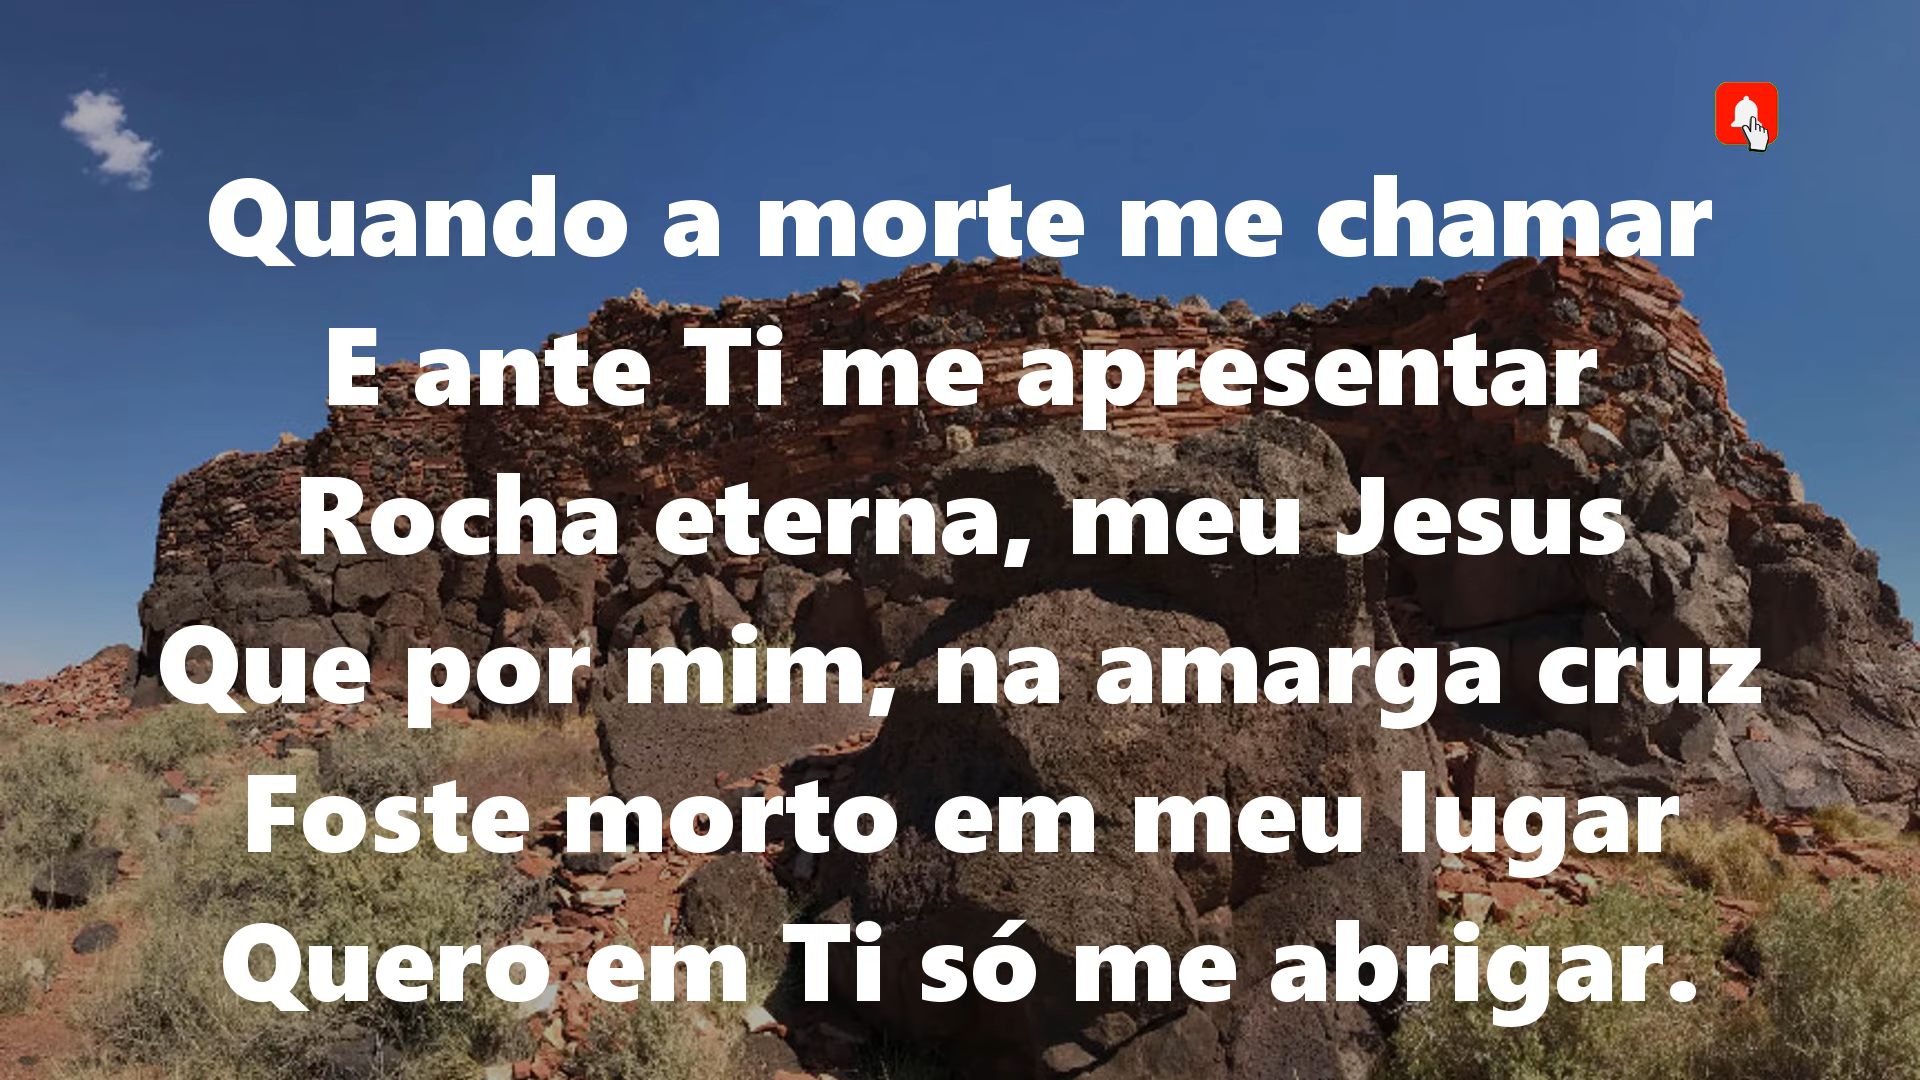 Quando a morte me chamar
E ante Ti me apresentar
Rocha eterna, meu Jesus
Que por mim, na amarga cruz
Foste morto em meu lugar
Quero em Ti só me abrigar.